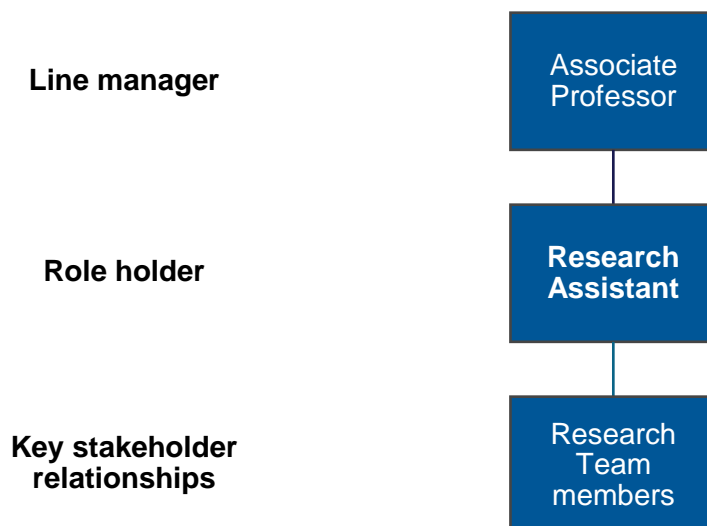 Line manager
Associate
Professor
Role holder
Research
Assistant
Key stakeholder
relationships
Research
Team
members